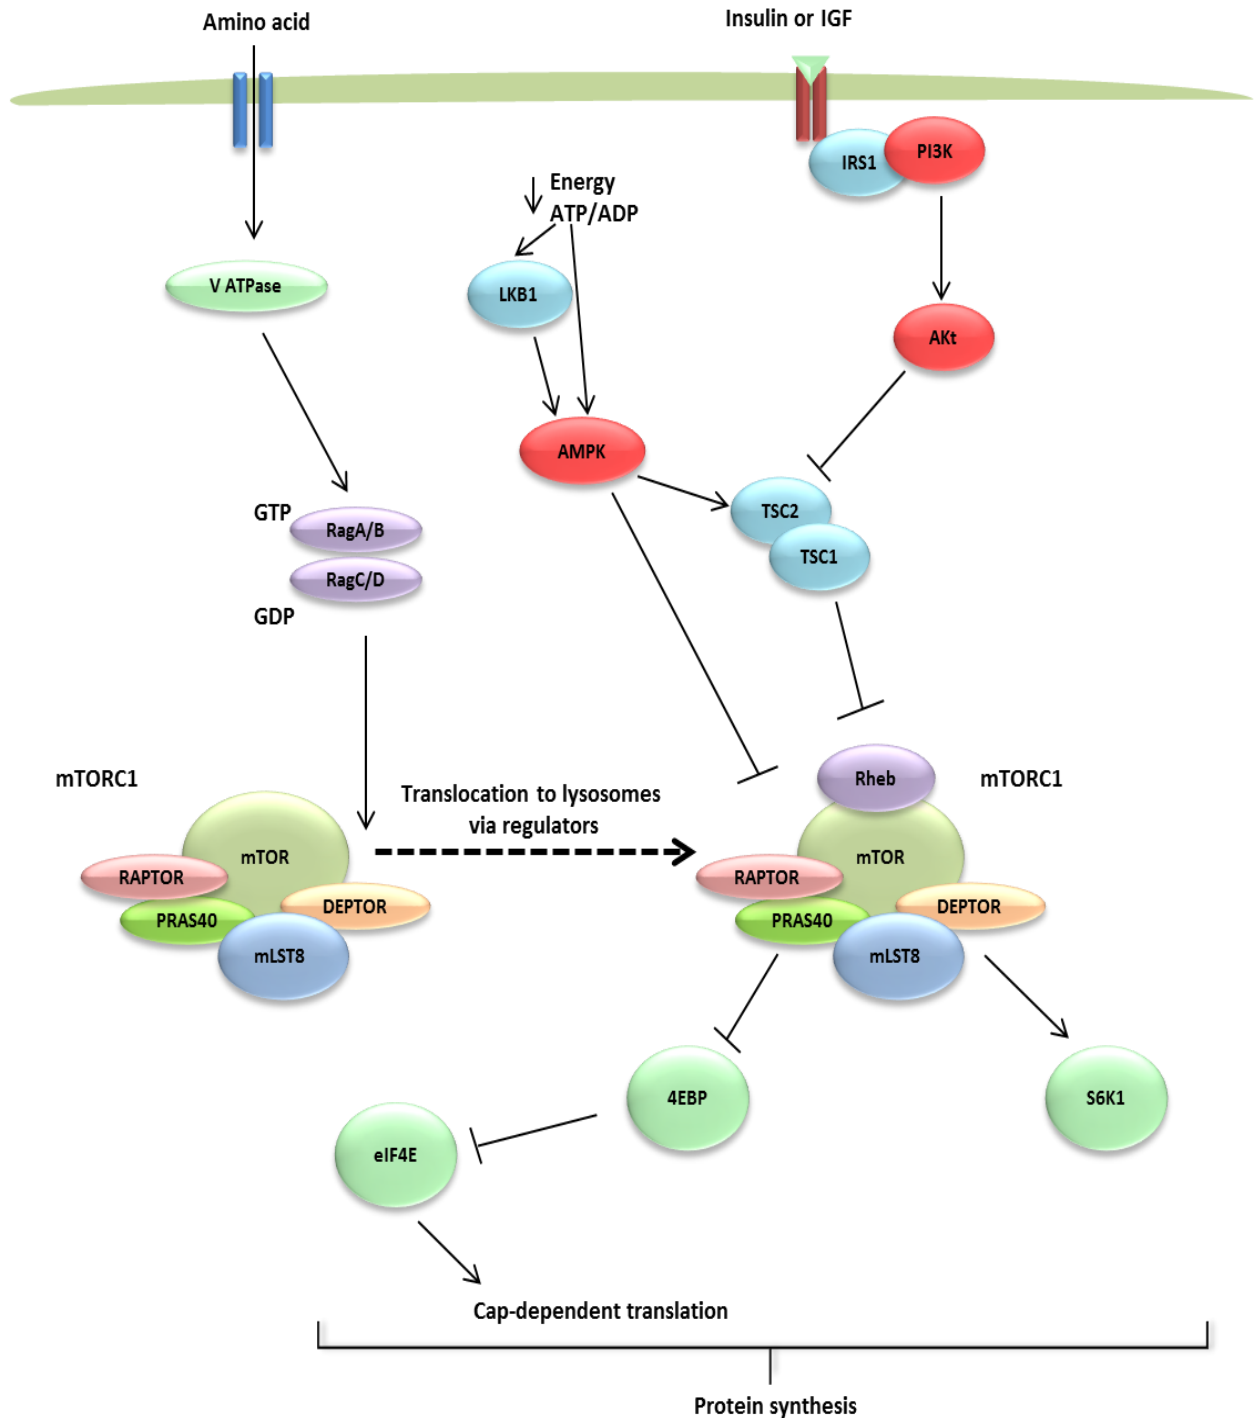 Amino acid
Insulin or IGF
IRS1
PI3K
Energy
ATP/ADP
V ATPase
LKB1
AKt
AMPK
GTP
RagA/B
TSC2
TSC1
RagC/D
GDP
mTORC1
Translocation to lysosomes
via regulators
Rheb
mTORC1
mTOR
RAPTOR
PRAS40
DEPTOR
mLST8
mTOR
RAPTOR
PRAS40
DEPTOR
mLST8
4EBP
S6K1
eIF4E
Cap-dependent translation
Protein synthesis